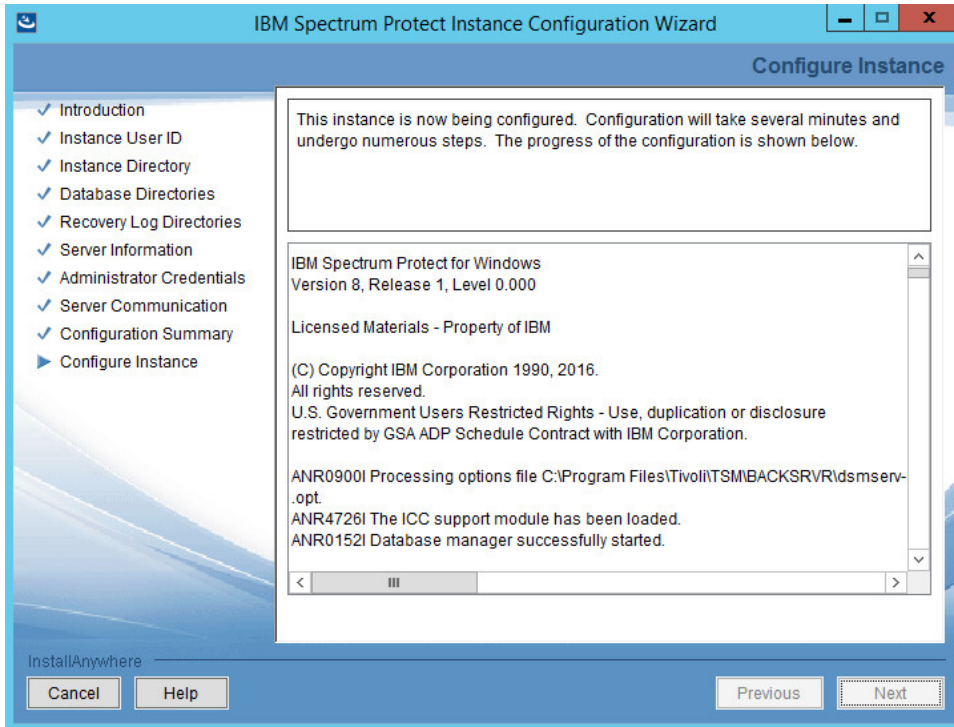 IBM Spectrum Protect Instance Configuration Wizard
Configure Instance
Introduction
Instance User ID
Instance Directory
Database Directories
Recovery Log Directories
Server Information
Administrator Credentials
Server Communication
Configuration Summary
Configure Instance
This instance is now being configured. Configuration will take several minutes and
undergo numerous steps. The progress of the configuration is shown below.
IBM Spectrum Protect for Windows
Version 8, Release 1, Level 0.000
Licensed Materials - Property of IBM
(C) Copyright IBM Corporation 1990, 2016.
All rights reserved.
U.S. Government Users Restricted Rights - Use, duplication or disclosure
restricted by GSA ADP Schedule Contract with IBM Corporation.
ANR0900I Processing options file C:\Program Files\Tivoli\TSM\BACKSRVR\dsmserv-
.opt.
ANR4726I The ICC support module has been loaded.
ANR0152I Database manager successfully started.
InstallAnywhere
Cancel
Help
Previous
Next